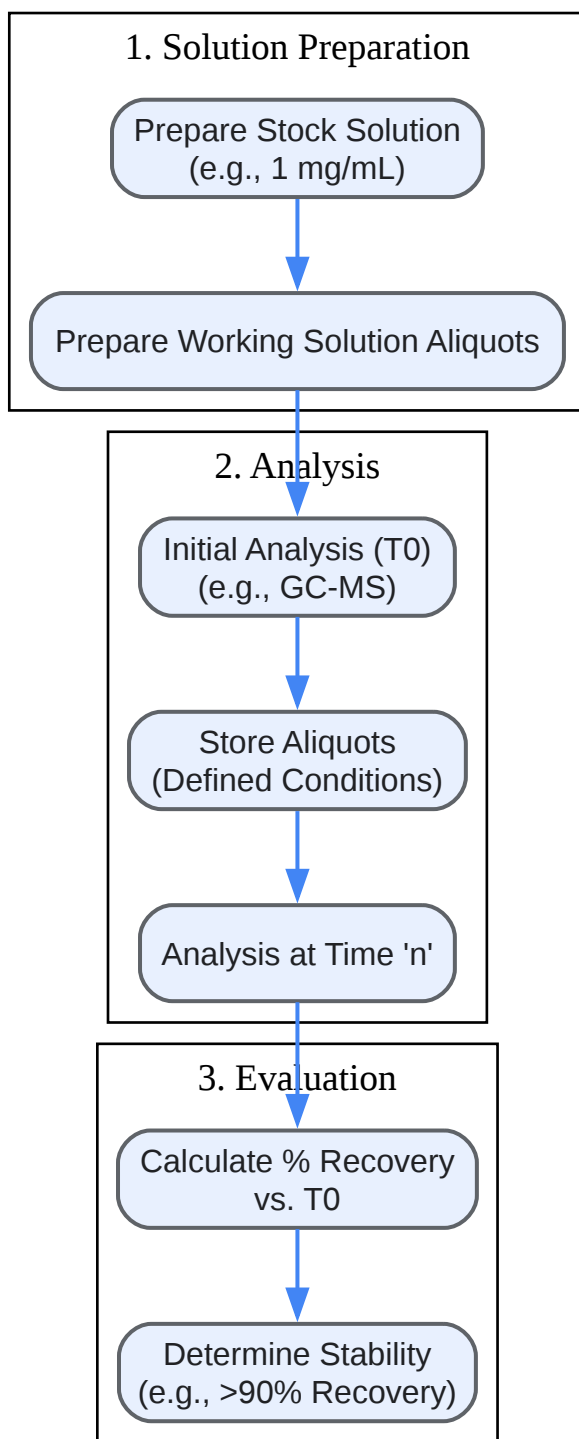 1. Solution Preparation
Prepare Stock Solution
(e.g., 1 mg/mL)
Prepare Working Solution Aliquots
2. Analysis
Initial Analysis (T0)
(e.g., GC-MS)
Store Aliquots
(Defined Conditions)
Analysis at Time 'n'
3. Evaluation
Calculate % Recovery
vs. T0
Determine Stability
(e.g., >90% Recovery)